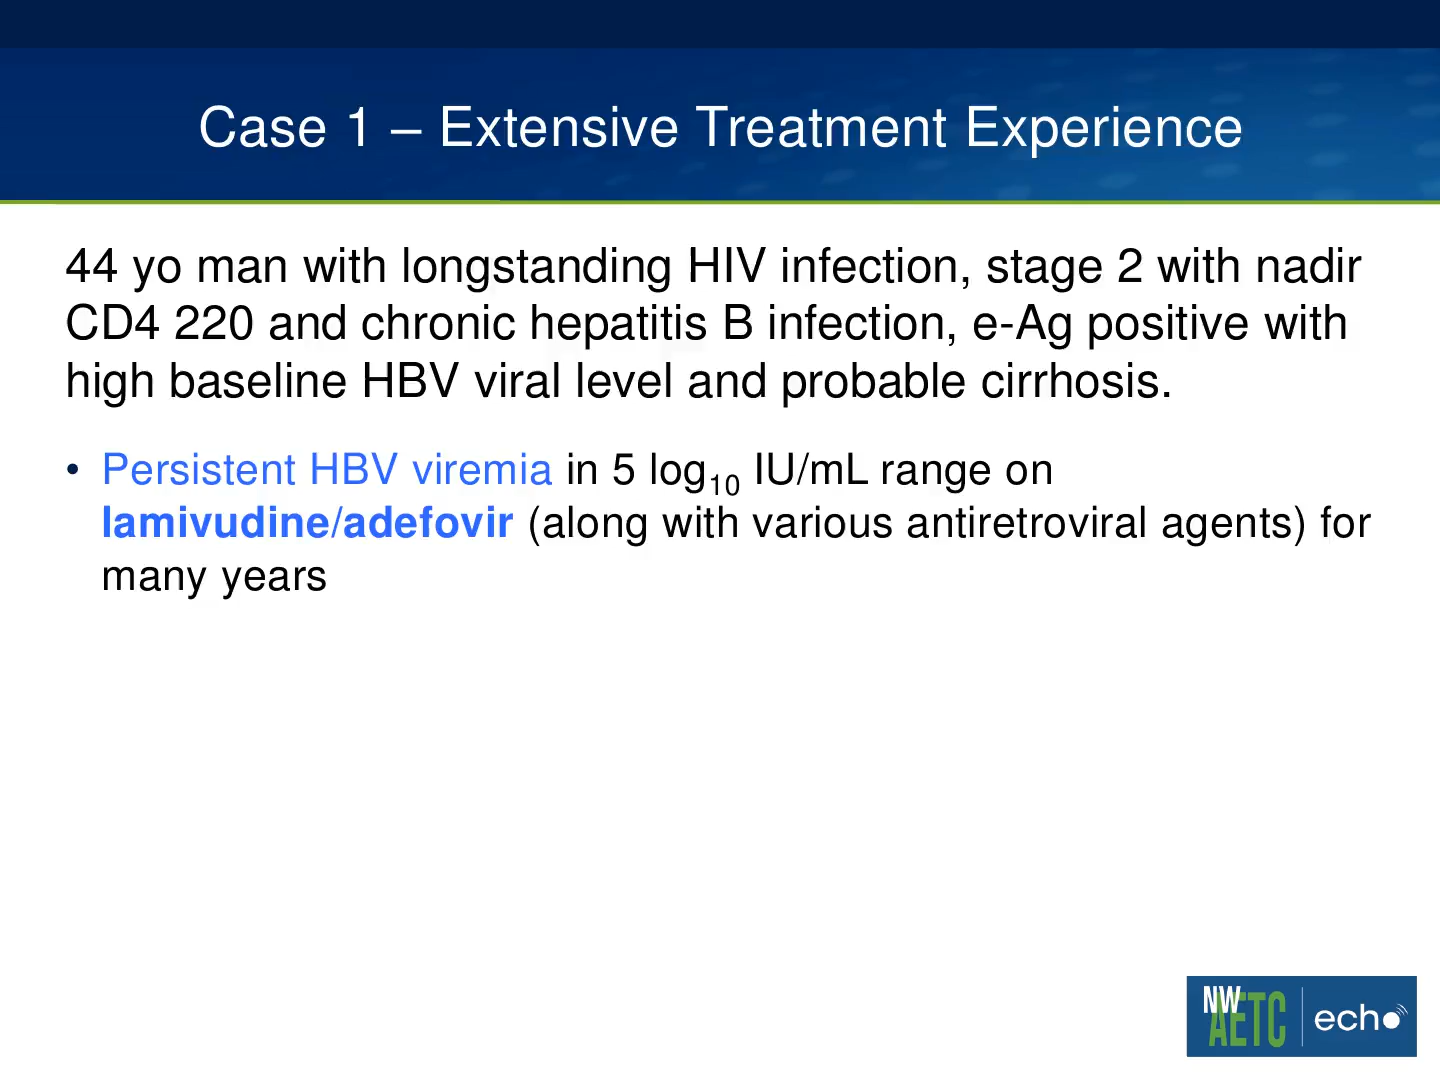 Case 1 – Extensive Treatment Experience
44 yo man with longstanding HIV infection, stage 2 with nadir
CD4 220 and chronic hepatitis B infection, e-Ag positive with
high baseline HBV viral level and probable cirrhosis.
• Persistent HBV viremia in 5 log10 IU/mL range on
lamivudine/adefovir (along with various antiretroviral agents) for
many years
NW
AETC
echo